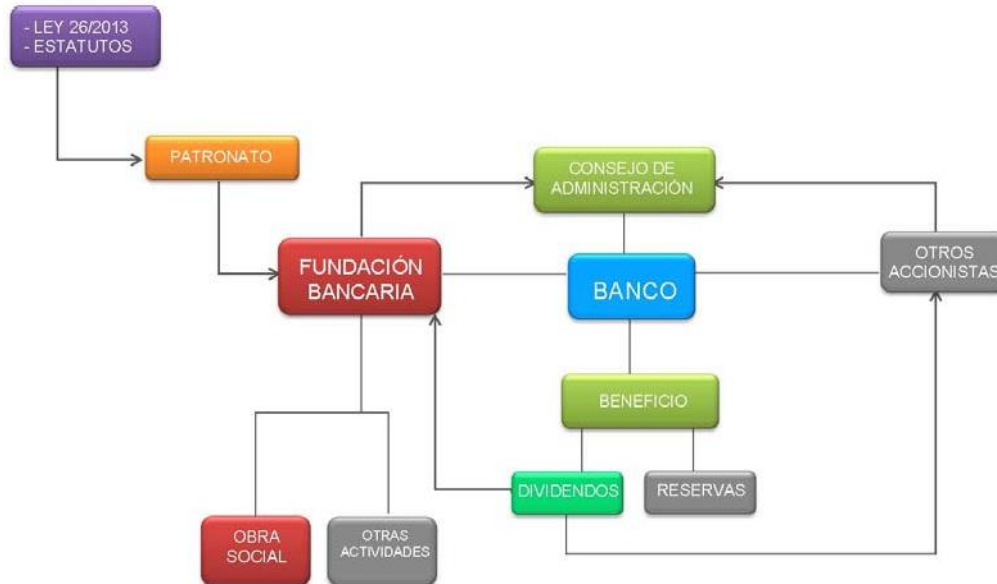 - LEY 26/2013
- ESTATUTOS
PATRONATO
CONSEJO DE
ADMINISTRACIÓN
FUNDACIÓN
BANCARIA
BANCO
OTROS
ACCIONISTAS
BENEFICIO
DIVIDENDOS
RESERVAS
OBRA
SOCIAL
OTRAS
ACTIVIDADES